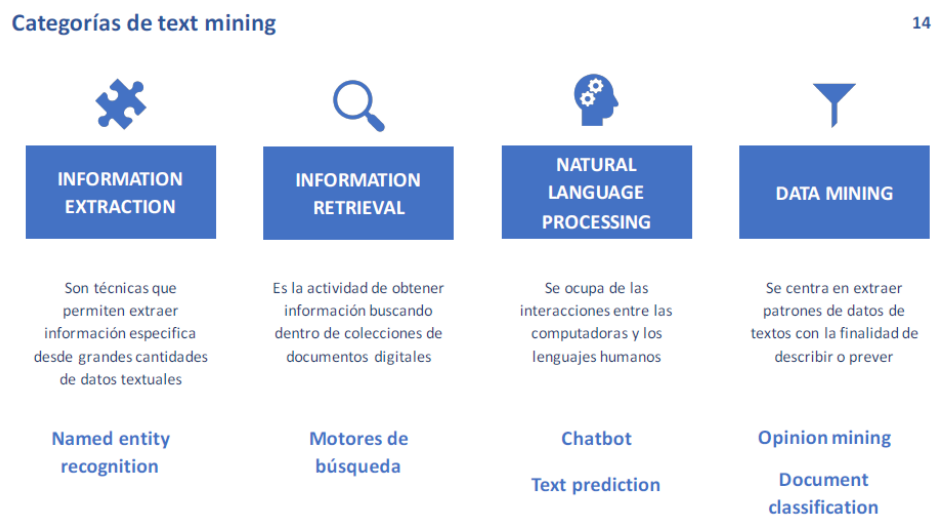 Categorías de text mining
14
INFORMATION
EXTRACTION
INFORMATION
RETRIEVAL
NATURAL
LANGUAGE
PROCESSING
DATA MINING
Son técnicas que
permiten extraer
información especifica
desde grandes cantidades
de datos textuales
Es la actividad de obtener
información buscando
dentro de colecciones de
documentos digitales
Se ocupa de las
interacciones entre las
computadoras y los
lenguajes humanos
Se centra en extraer
patrones de datos de
textos con la finalidad de
describir o prever
Named entity
recognition
Motores de
búsqueda
Chatbot
Text prediction
Opinion mining
Document
classification